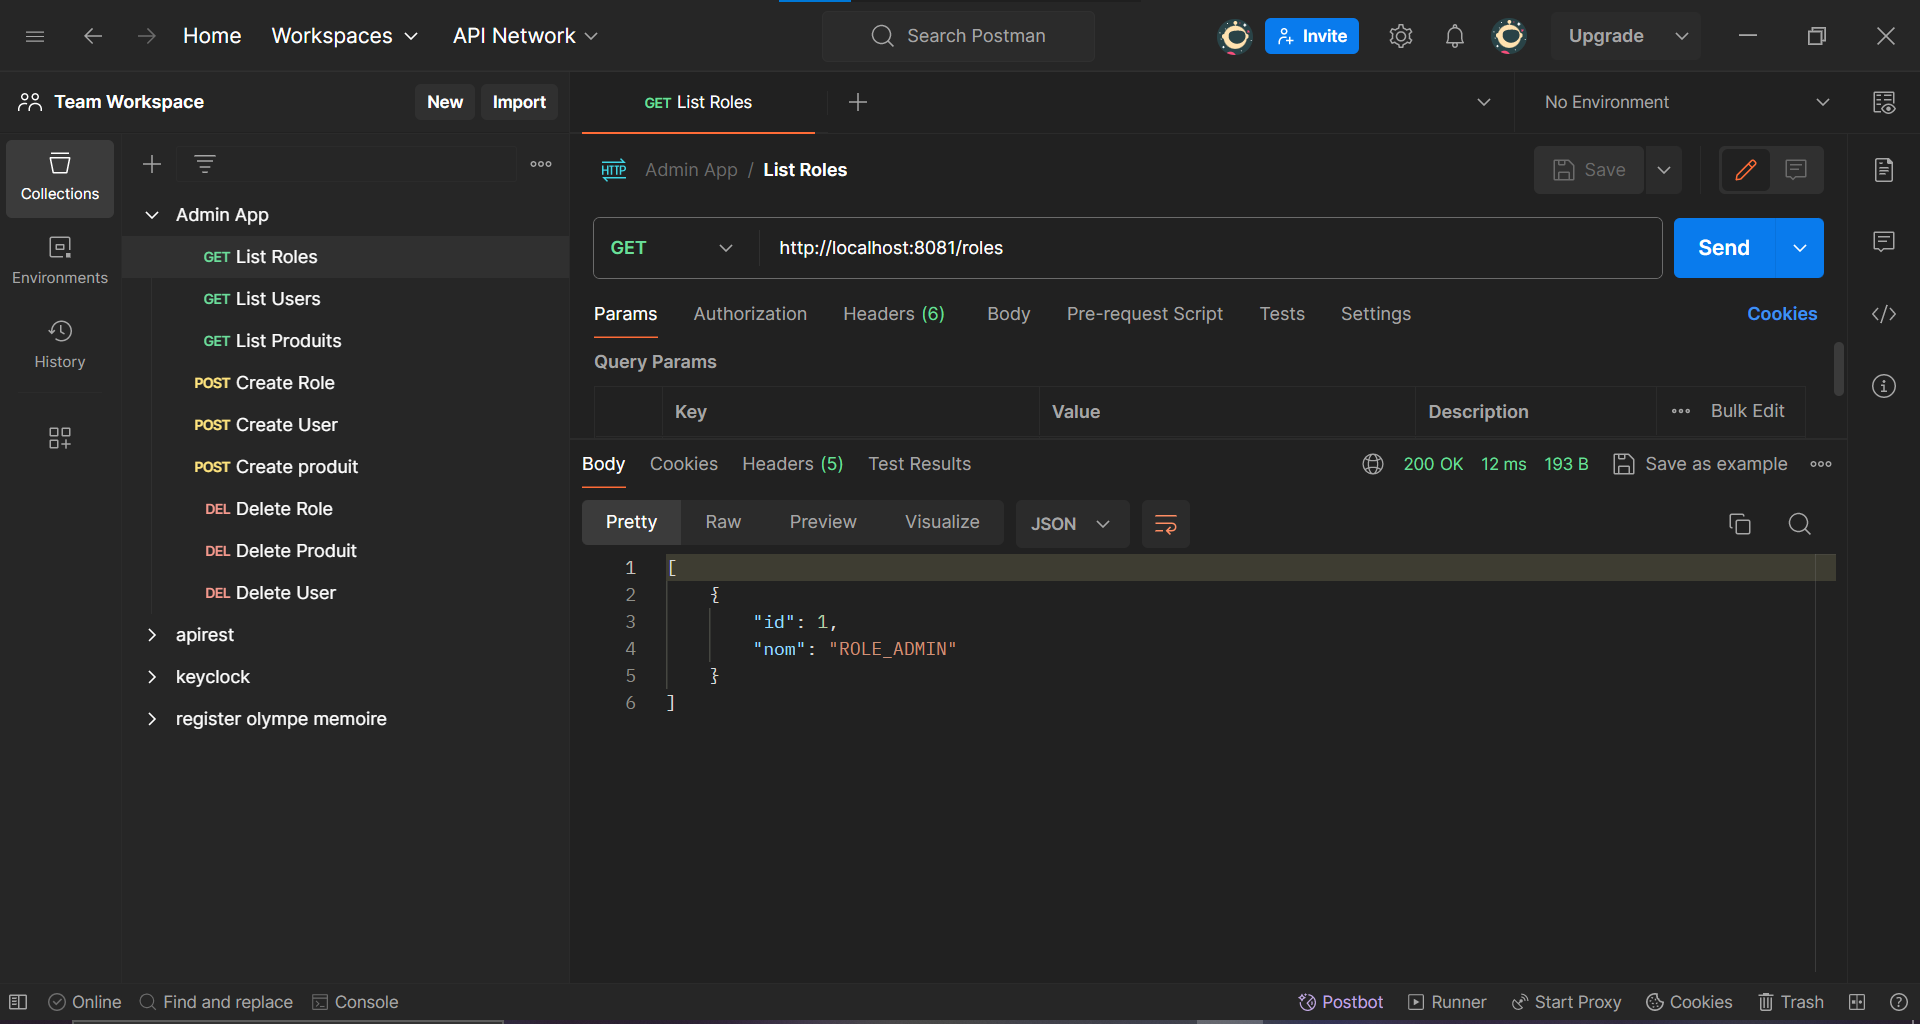 Home Workspaces API Network Search Postman Invite Upgrade
Team Workspace New Import GET List Roles No Environment
Collections
Environments
History
Admin App
GET List Roles
GET List Users
GET List Produits
POST Create Role
POST Create User
POST Create produit
DEL Delete Role
DEL Delete Produit
DEL Delete User
apirest
keyclock
register olympe memoire
HTTP Admin App / List Roles Save
GET http://localhost:8081/roles Send
Params Authorization Headers (6) Body Pre-request Script Tests Settings Cookies
Query Params
Key Value Description Bulk Edit
Body Cookies Headers (5) Test Results 200 OK 12 ms 193 B Save as example
Pretty Raw Preview Visualize JSON
1 [
2 {
3 "id": 1,
4 "nom": "ROLE_ADMIN"
5 }
6 ]
Online Find and replace Console Postbot Runner Start Proxy Cookies Trash